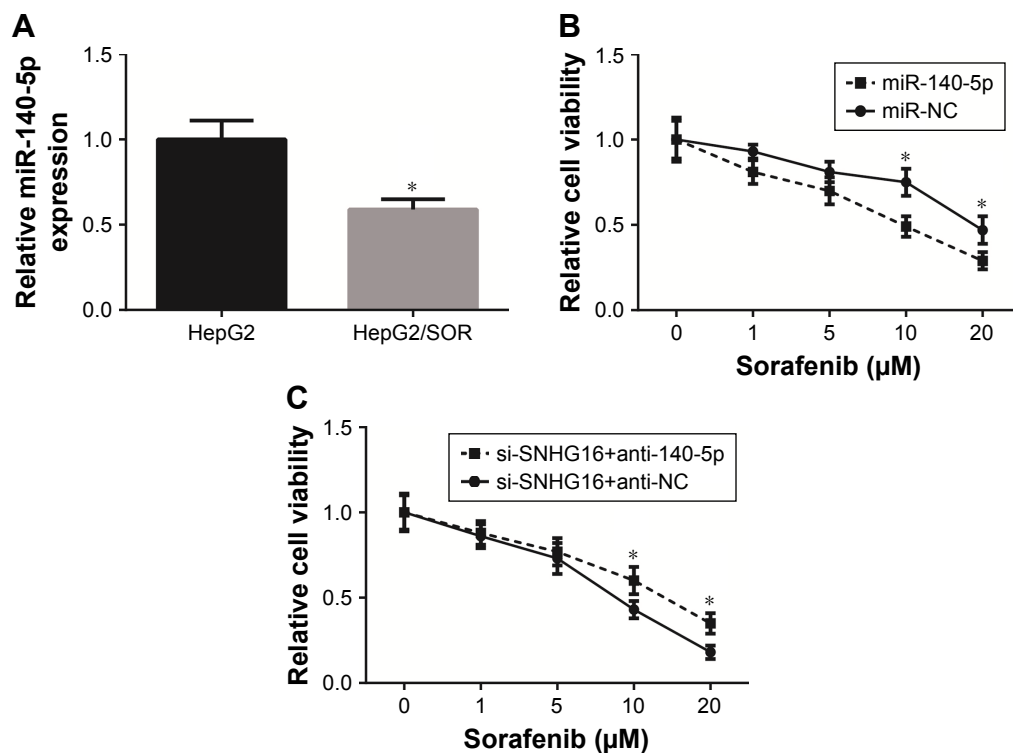 A
Relative miR-140-5p
expression
1.5
1.0
0.5
0.0
*
HepG2
HepG2/SOR
B
Relative cell viability
1.5
1.0
0.5
0.0
miR-140-5p
miR-NC
*
*
0 1 5 10 20
Sorafenib (µM)
C
Relative cell viability
1.5
1.0
0.5
0.0
si-SNHG16+anti-140-5p
si-SNHG16+anti-NC
*
*
0 1 5 10 20
Sorafenib (µM)